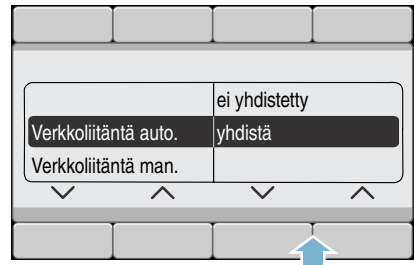 ei yhdistetty
Verkkoliitäntä auto. yhdistä
Verkkoliitäntä man.